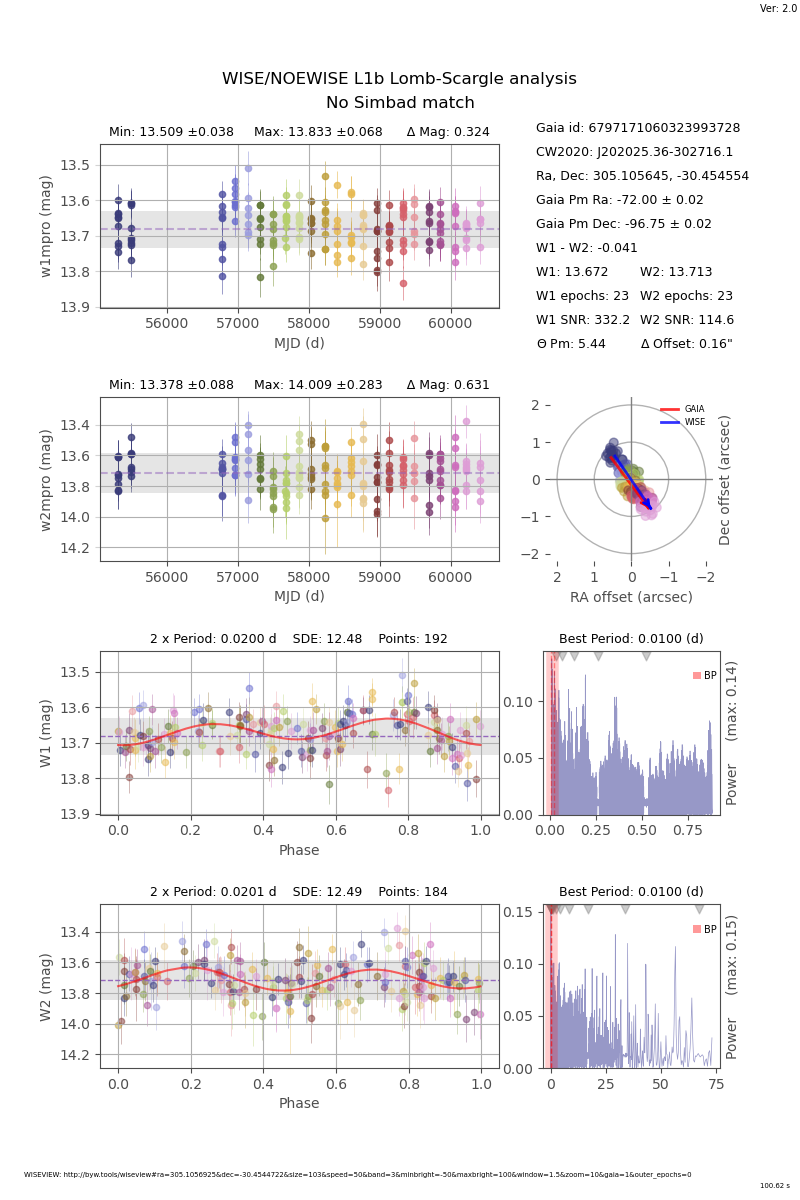 Ver: 2.0
WISE/NOEWISE L1b Lomb-Scargle analysis
No Simbad match
Min: 13.509 ±0.038 Max: 13.833 ±0.068 Δ Mag: 0.324
13.5
13.6
13.7
13.8
13.9
w1mpro (mag)
56000 57000 58000 59000 60000
MJD (d)
Gaia id: 6797171060323993728
CW2020: J202025.36-302716.1
Ra, Dec: 305.105645, -30.454554
Gaia Pm Ra: -72.00 ± 0.02
Gaia Pm Dec: -96.75 ± 0.02
W1 - W2: -0.041
W1: 13.672 W2: 13.713
W1 epochs: 23 W2 epochs: 23
W1 SNR: 332.2 W2 SNR: 114.6
Θ Pm: 5.44 Δ Offset: 0.16"
Min: 13.378 ±0.088 Max: 14.009 ±0.283 Δ Mag: 0.631
13.4
13.6
13.8
14.0
14.2
w2mpro (mag)
56000 57000 58000 59000 60000
MJD (d)
GAIA
WISE
2
1
0
−1
−2
Dec offset (arcsec)
2 1 0 −1 −2
RA offset (arcsec)
2 x Period: 0.0200 d SDE: 12.48 Points: 192
13.5
13.6
13.7
13.8
13.9
W1 (mag)
0.0 0.2 0.4 0.6 0.8 1.0
Phase
Best Period: 0.0100 (d)
BP
0.10
0.05
0.00
Power (max: 0.14)
0.00 0.25 0.50 0.75
2 x Period: 0.0201 d SDE: 12.49 Points: 184
13.4
13.6
13.8
14.0
14.2
W2 (mag)
0.0 0.2 0.4 0.6 0.8 1.0
Phase
Best Period: 0.0100 (d)
BP
0.15
0.10
0.05
0.00
Power (max: 0.15)
0 25 50 75
WISEVIEW: http://byw.tools/wiseview#ra=305.1056925&dec=-30.4544722&size=103&speed=50&band=3&minbright=-50&maxbright=100&window=1.5&zoom=10&gaia=1&outer_epochs=0
100.62 s